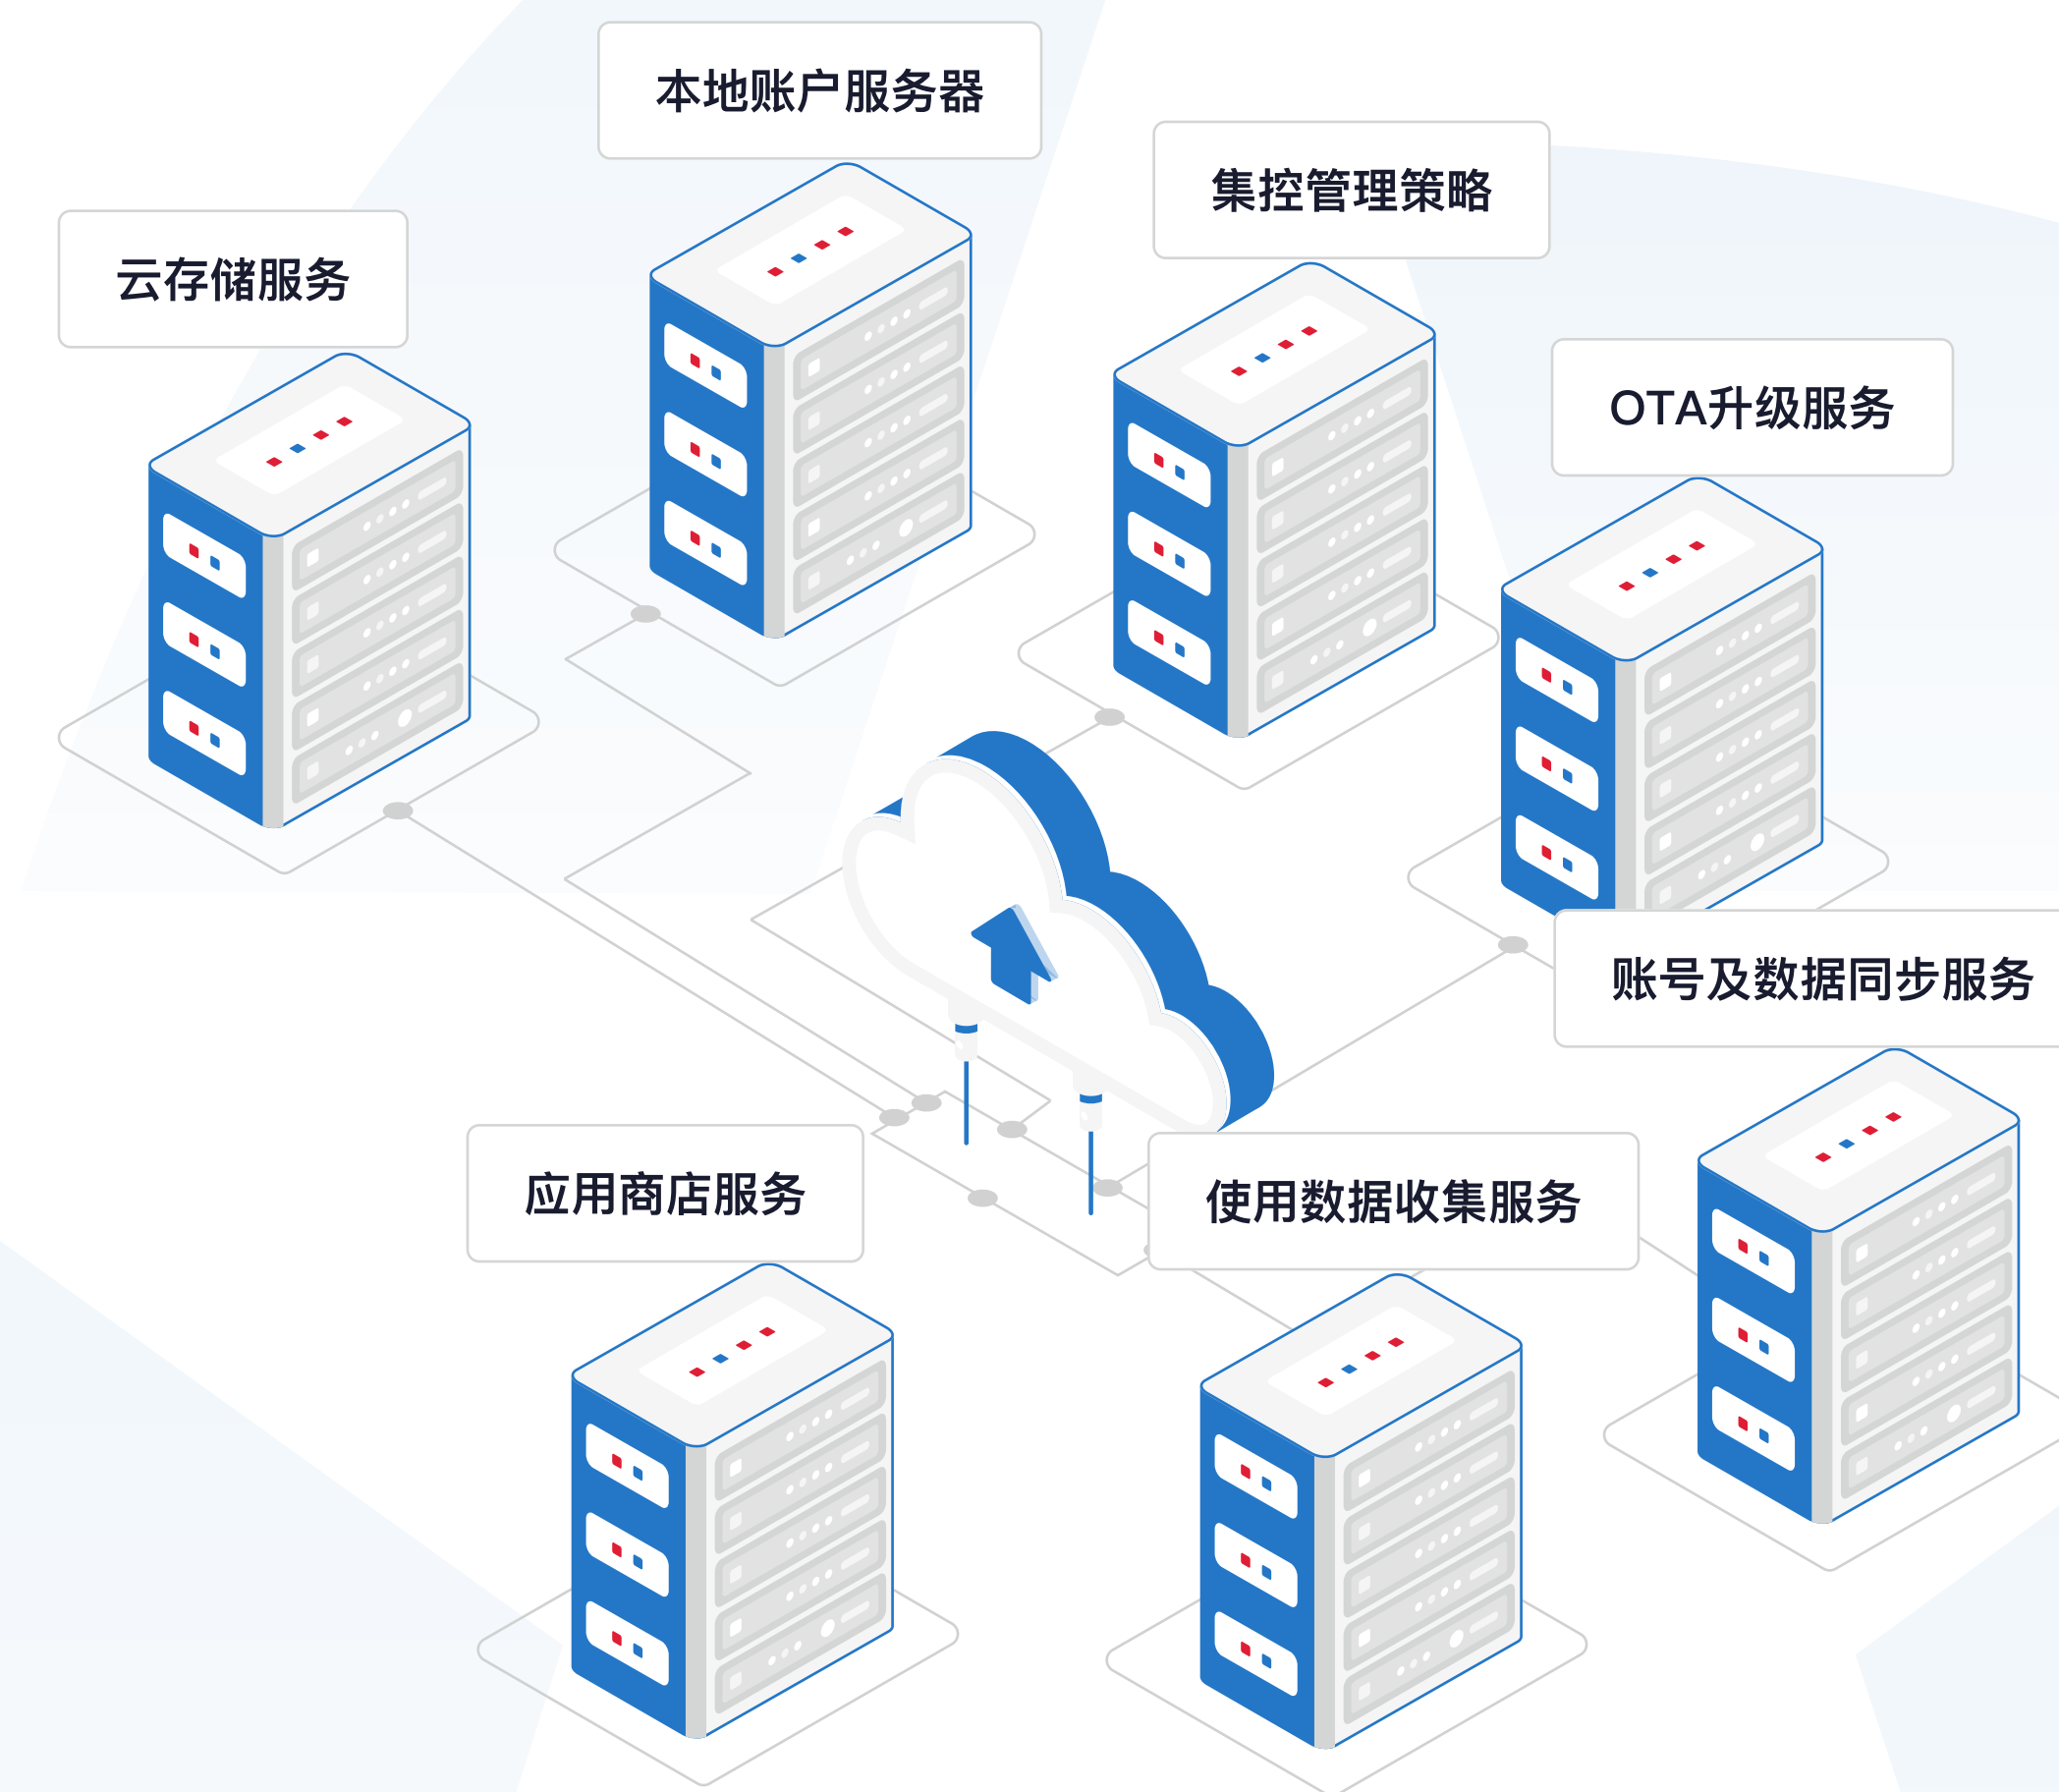 本地账户服务器
集控管理策略
云存储服务
OTA升级服务
账号及数据同步服务
应用商店服务
使用数据收集服务